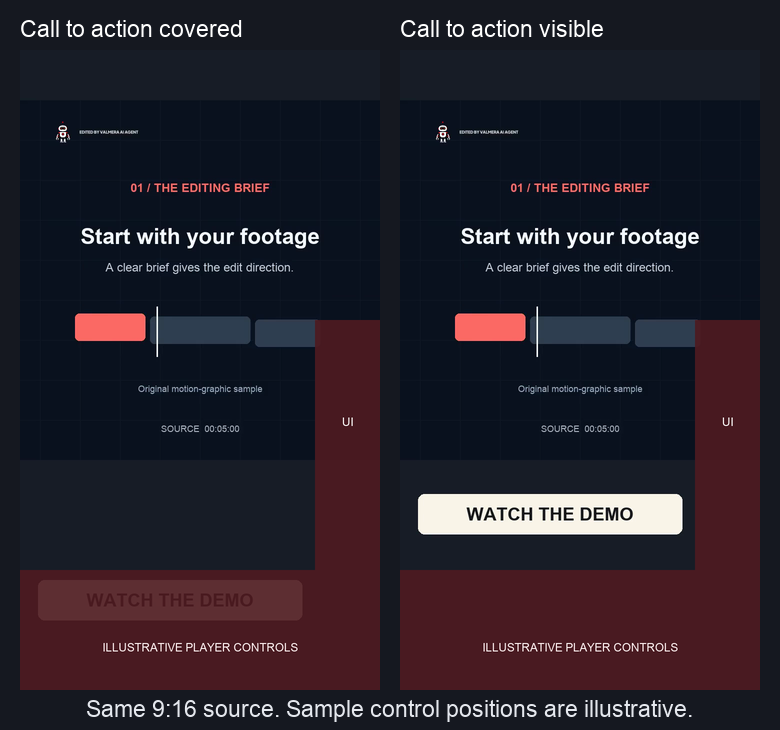 Call to action covered
EDITED BY VALMERA AI AGENT
01 / THE EDITING BRIEF
Start with your footage
A clear brief gives the edit direction.
Original motion-graphic sample
SOURCE 00:05:00
UI
WATCH THE DEMO
ILLUSTRATIVE PLAYER CONTROLS
Call to action visible
EDITED BY VALMERA AI AGENT
01 / THE EDITING BRIEF
Start with your footage
A clear brief gives the edit direction.
Original motion-graphic sample
UI
SOURCE 00:05:00
WATCH THE DEMO
ILLUSTRATIVE PLAYER CONTROLS
Same 9:16 source. Sample control positions are illustrative.